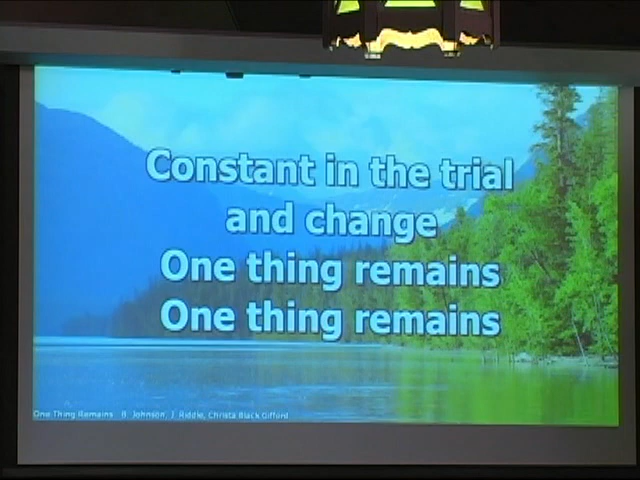 Constant in the trial
and change
One thing remains
One thing remains
One Thing Remains B. Johnson, J. Riddle, Christa Black Gifford